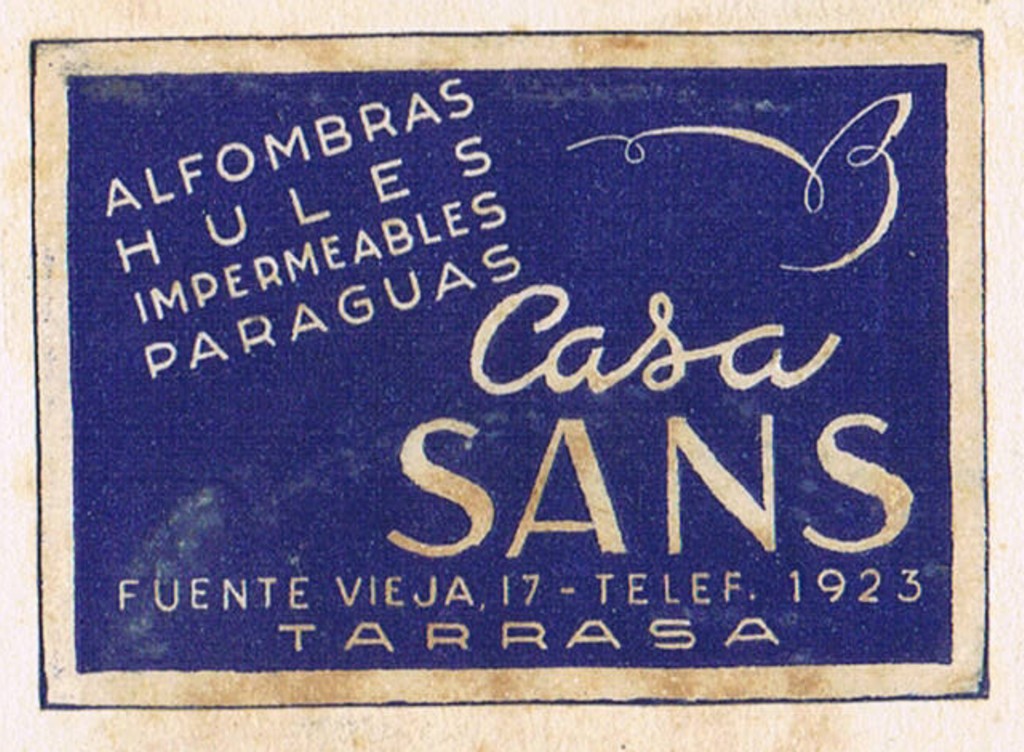 ALFOMBRAS
HULES
IMPERMEABLES
PARAGUAS
Casa
SANS
FUENTE VIEJA, 17 - TELEF. 1923
TARRASA